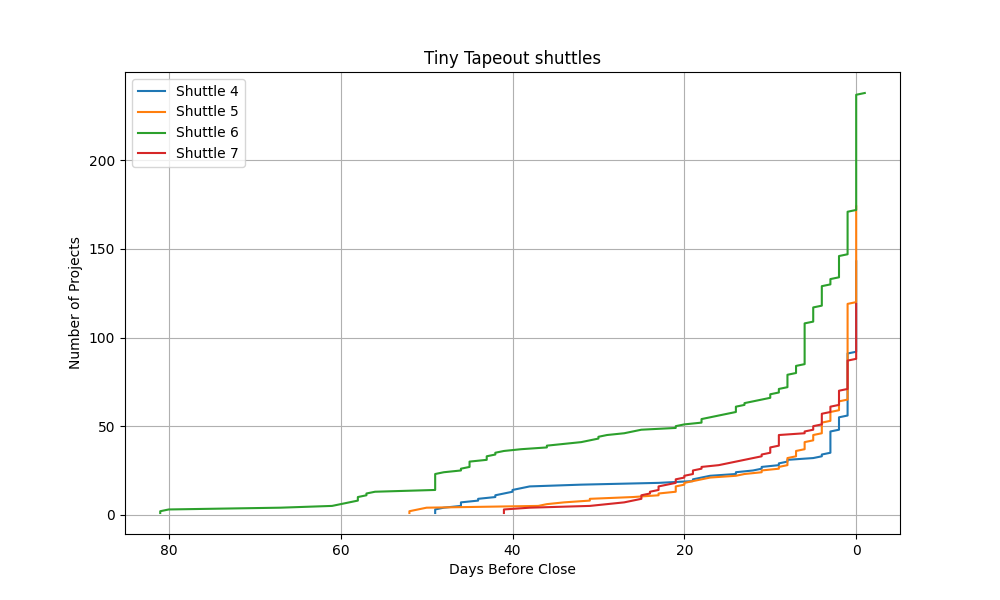 Tiny Tapeout shuttles
Shuttle 4
Shuttle 5
Shuttle 6
Shuttle 7
Number of Projects
200
150
100
50
0
80 60 40 20 0
Days Before Close